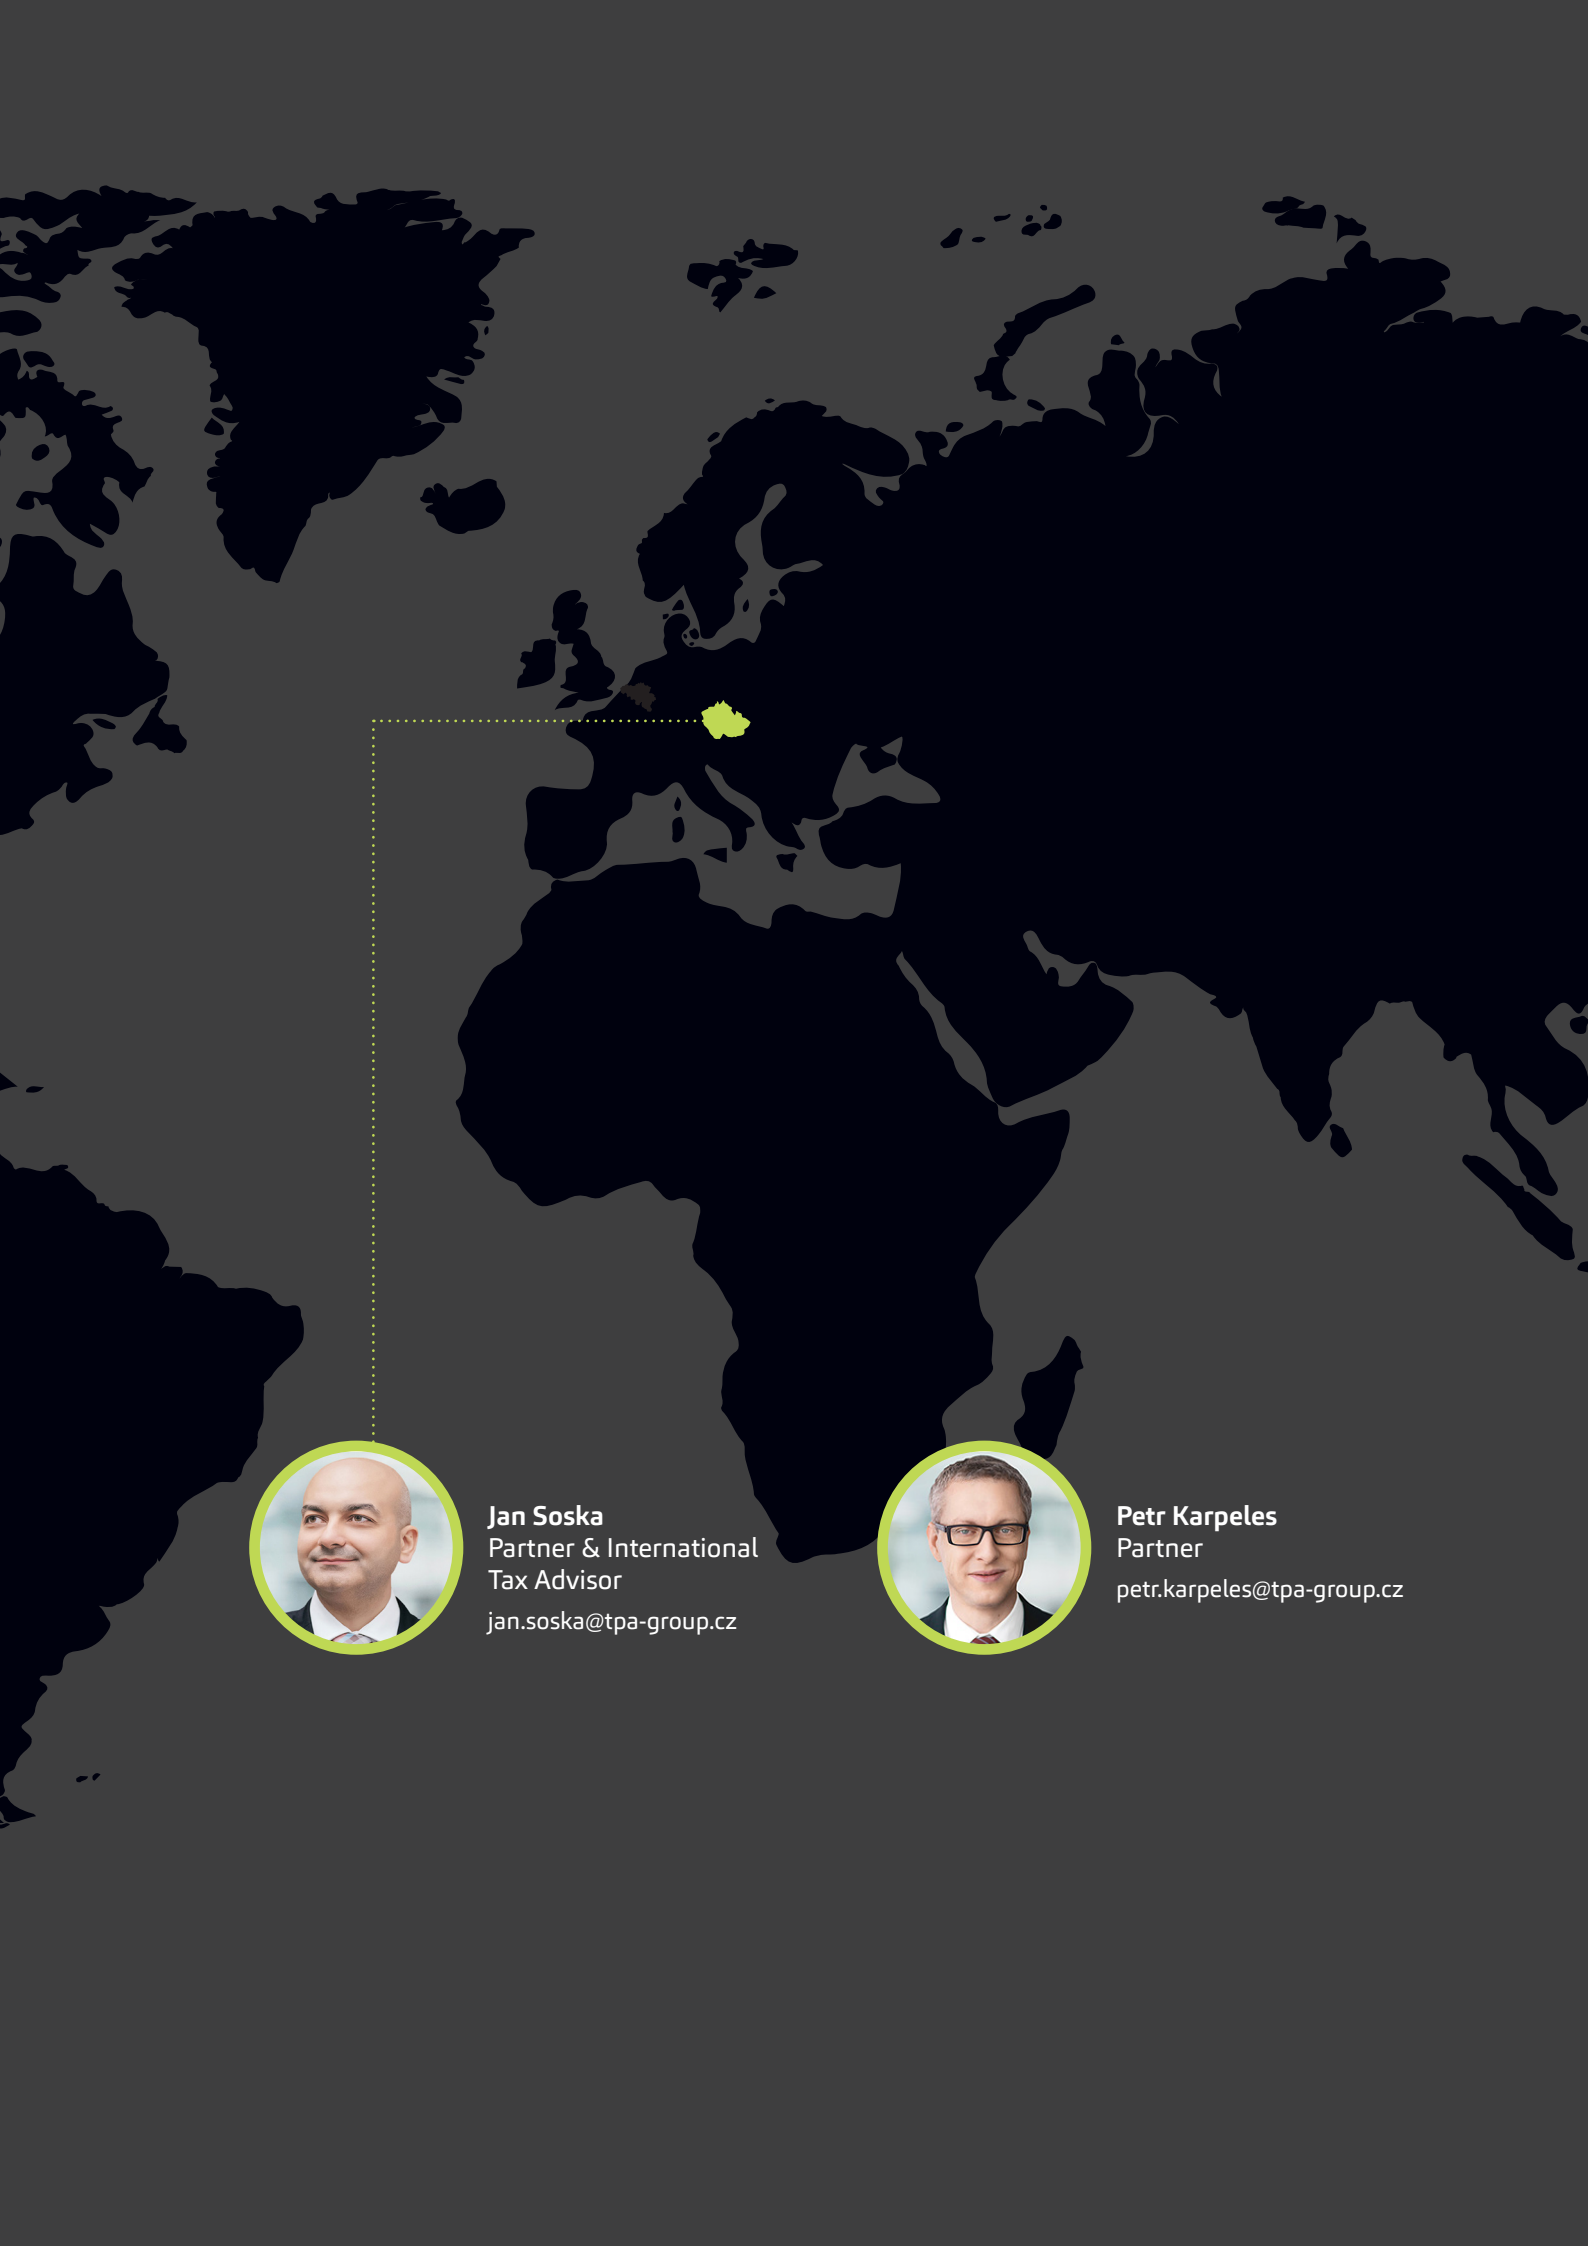 Jan Soska
Partner & International
Tax Advisor
jan.soska@tpa-group.cz
Petr Karpeles
Partner
petr.karpeles@tpa-group.cz